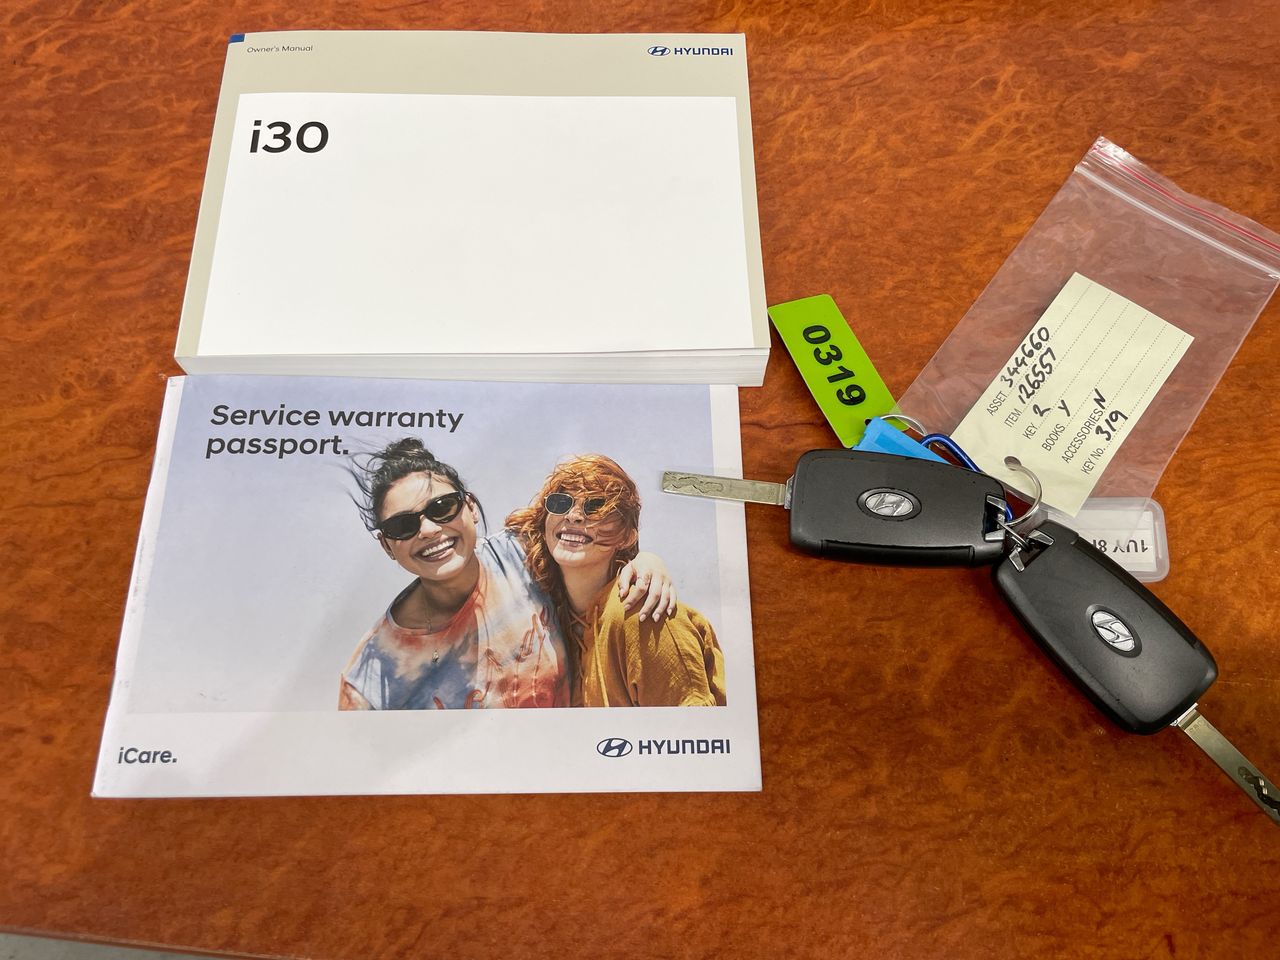 Owner's Manual
HYUNDAI
i30
Service warranty
passport.
iCare.
HYUNDAI
0319
ASSET 344660
ITEM 126557
KEY 2
BOOKS Y
ACCESSORIES N
KEY No. 319
1UY